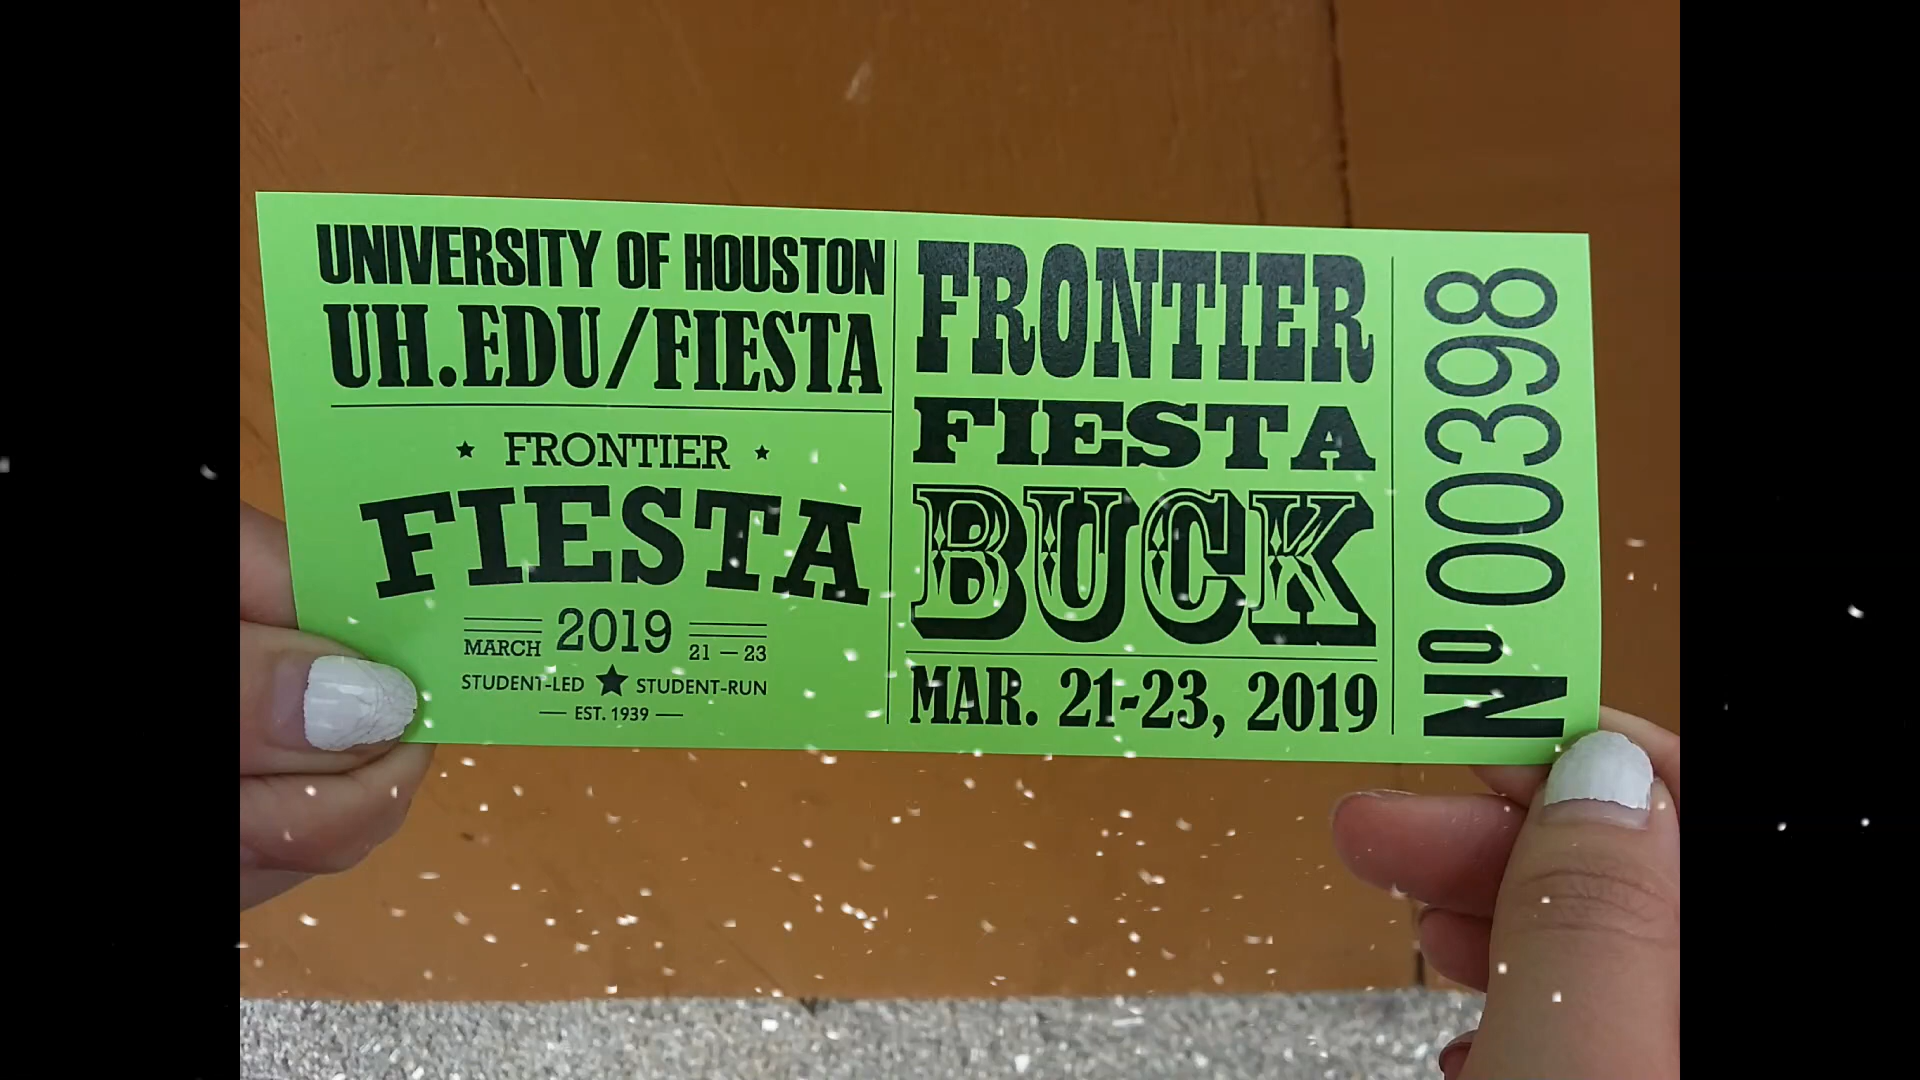 UNIVERSITY OF HOUSTON
UH.EDU/FIESTA
FRONTIER
FIESTA
MARCH 2019 21 — 23
STUDENT-LED ★ STUDENT-RUN
— EST. 1939 —
FRONTIER
FIESTA
BUCK
MAR. 21-23, 2019
Nº 00398